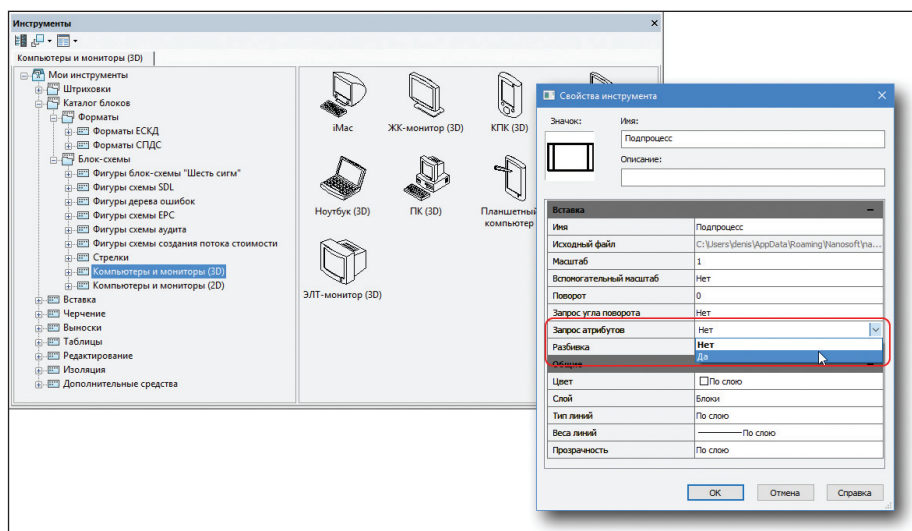 Инструменты
Компьютеры и мониторы (3D)
Мои инструменты
Штриховки
Каталог блоков
Форматы
Форматы ЕСКД
Форматы СПДС
Блок-схемы
Фигуры блок-схемы "Шесть сигм"
Фигуры схемы SDL
Фигуры дерева ошибок
Фигуры схемы EPC
Фигуры схемы аудита
Фигуры схемы создания потока стоимости
Стрелки
Компьютеры и мониторы (3D)
Компьютеры и мониторы (2D)
Вставка
Черчение
Выноски
Таблицы
Редактирование
Изоляция
Дополнительные средства
iMac
ЖК-монитор (3D)
КПК (3D)
Ноутбук (3D)
ПК (3D)
Планшетный
компьютер
ЭЛТ-монитор (3D)
Свойства инструмента
Значок:
Имя:
Подпроцесс
Описание:
Вставка
Имя Подпроцесс
Исходный файл C:\Users\denis\AppData\Roaming\Nanosoft\na...
Масштаб 1
Вспомогательный масштаб Нет
Поворот 0
Запрос угла поворота Нет
Запрос атрибутов Нет
Разбивка Нет
Да
Общие
Цвет По слою
Слой Блоки
Тип линий По слою
Веса линий По слою
Прозрачность По слою
ОК Отмена Справка